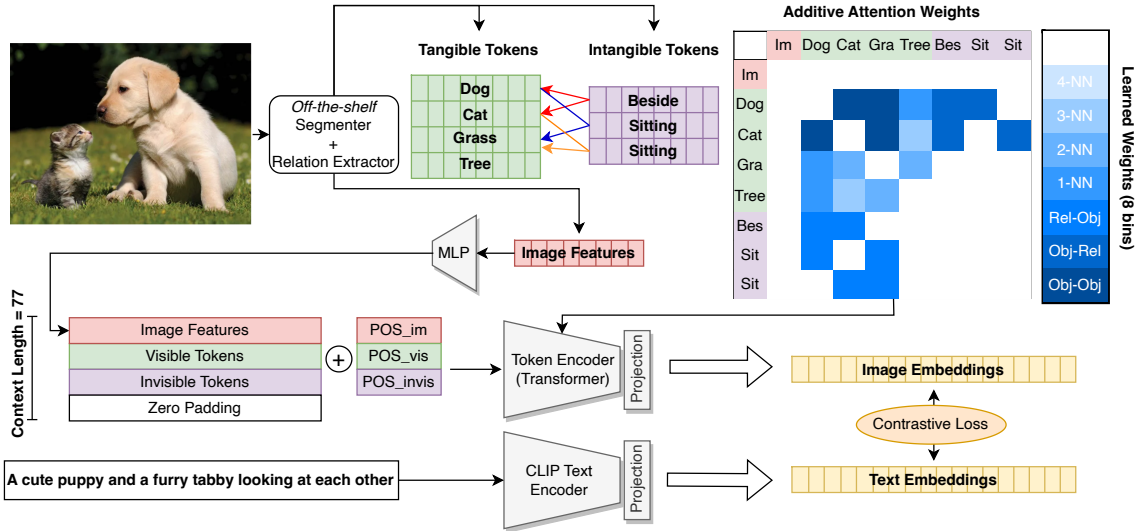 Additive Attention Weights
Tangible Tokens
Intangible Tokens
Im Dog Cat Gra Tree Bes Sit Sit
Off-the-shelf
Segmenter
+
Relation Extractor
Dog
Cat
Grass
Tree
Beside
Sitting
Sitting
Im
Dog
Cat
Gra
Tree
Bes
Sit
Sit
4-NN
3-NN
2-NN
1-NN
Rel-Obj
Obj-Rel
Obj-Obj
Learned Weights (8 bins)
MLP
Image Features
Context Length = 77
Image Features
Visible Tokens
Invisible Tokens
Zero Padding
+
POS_im
POS_vis
POS_invis
Token Encoder
(Transformer)
Projection
Image Embeddings
Contrastive Loss
A cute puppy and a furry tabby looking at each other
CLIP Text
Encoder
Projection
Text Embeddings